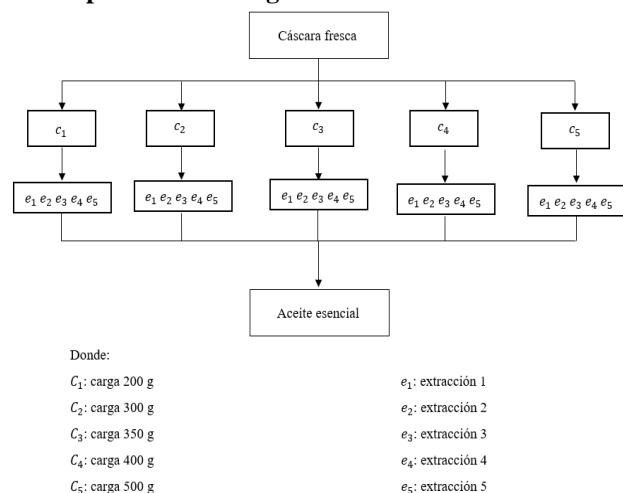 Cáscara fresca
c₁ c₂ c₃ c₄ c₅
e₁ e₂ e₃ e₄ e₅ e₁ e₂ e₃ e₄ e₅ e₁ e₂ e₃ e₄ e₅ e₁ e₂ e₃ e₄ e₅ e₁ e₂ e₃ e₄ e₅
Aceite esencial
Donde:
C₁: carga 200 g e₁: extracción 1
C₂: carga 300 g e₂: extracción 2
C₃: carga 350 g e₃: extracción 3
C₄: carga 400 g e₄: extracción 4
C₅: carga 500 g e₅: extracción 5